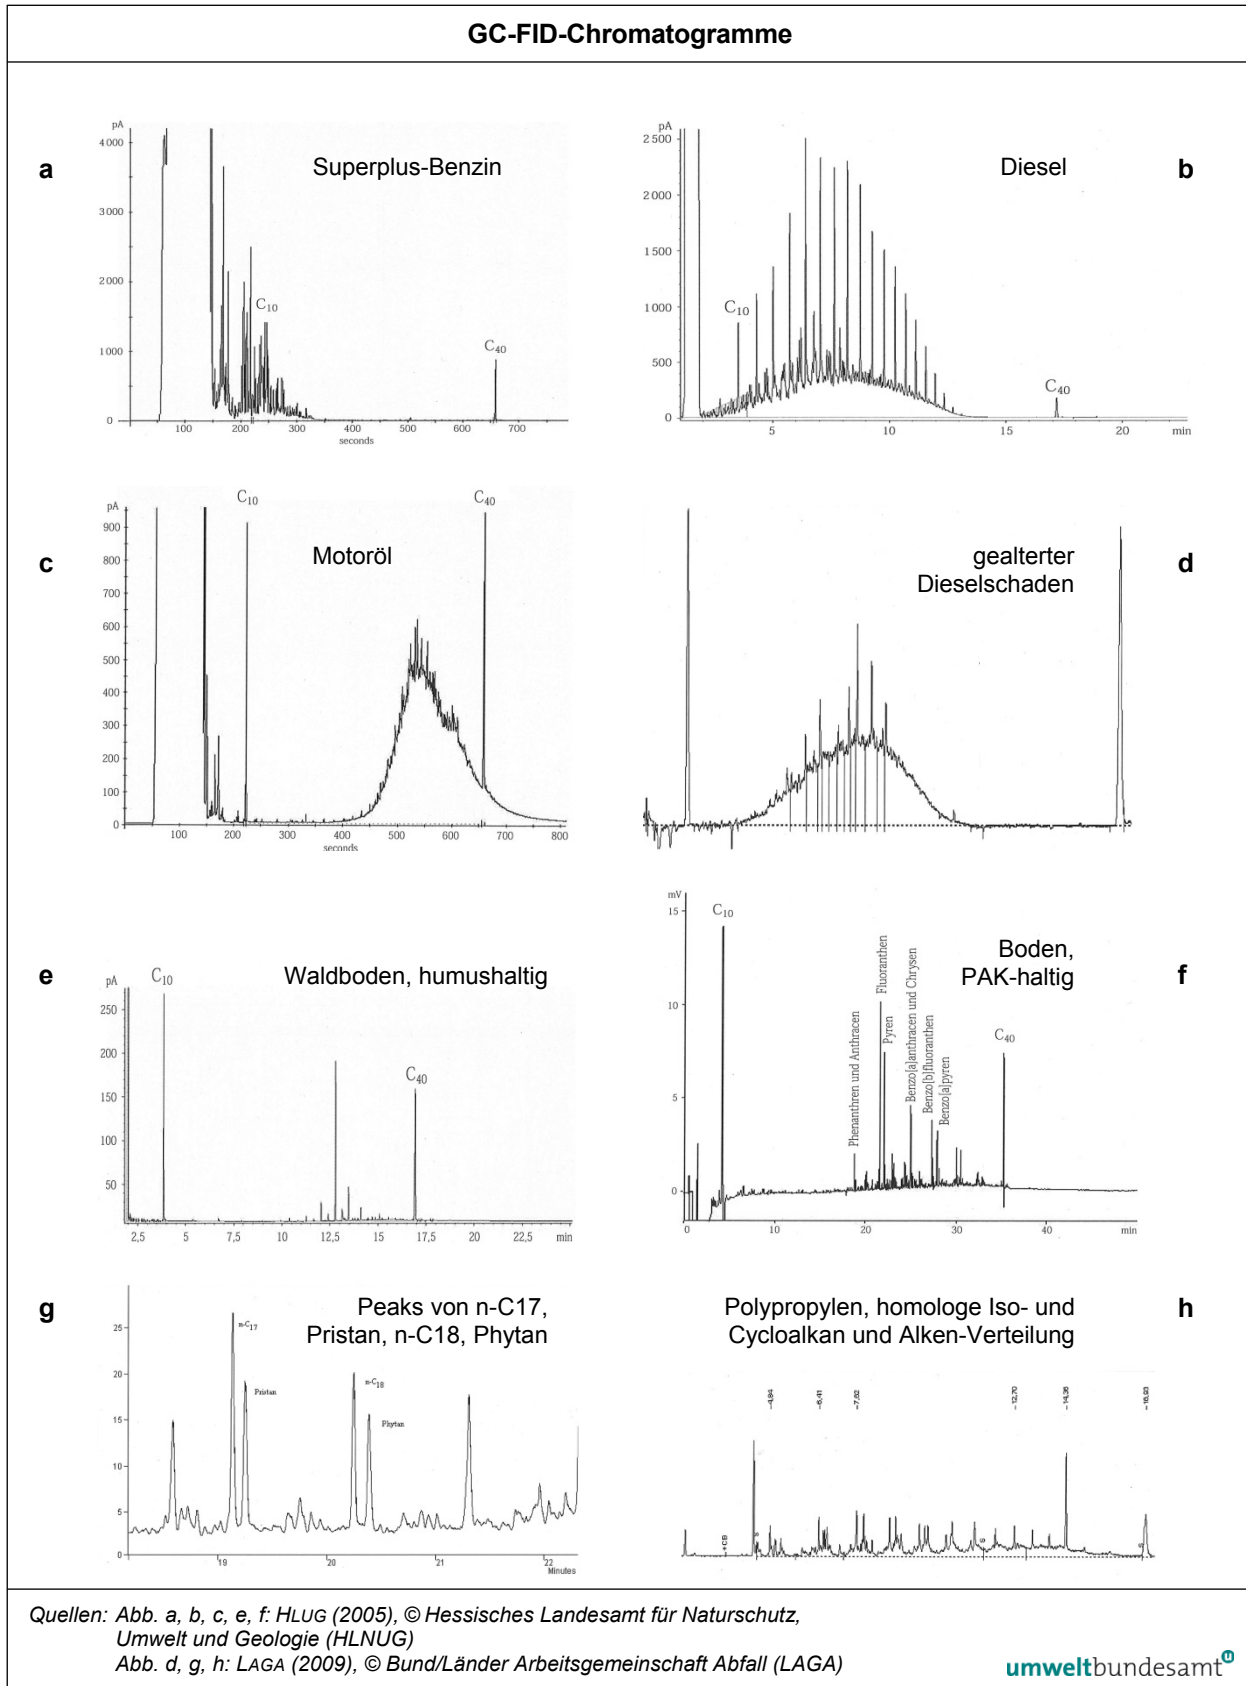 GC-FID-Chromatogramme
a
pA
Superplus-Benzin
4 000
3 000
2 000
1 000
0
C10
C40
100
200
300
400
500
600
700
seconds
b
pA
Diesel
2 500
2 000
1 500
1 000
500
0
C10
C40
5
10
15
20
min
c
pA
Motoröl
900
800
700
600
500
400
300
200
100
0
C10
C40
100
200
300
400
500
600
700
800
seconds
d
gealterter
Dieselschaden
e
pA
Waldboden, humushaltig
250
200
150
100
50
C10
C40
2,5
5
7,5
10
12,5
15
17,5
20
22,5
min
f
mV
Boden,
PAK-haltig
15
10
5
0
C10
Phenanthren und Anthracen
Fluoranthen
Pyren
Benzo[a]anthracen und Chrysen
Benzo[b]fluoranthen
Benzo[a]pyren
C40
0
10
20
30
40
min
g
Peaks von n-C17,
Pristan, n-C18, Phytan
25
20
15
10
5
0
n-C17
Pristan
n-C18
Phytan
19
20
21
22
Minutes
h
Polypropylen, homologe Iso- und
Cycloalkan und Alken-Verteilung
4,84
6,41
7,62
12,70
14,36
16,93
+CB
S
S
S
Quellen: Abb. a, b, c, e, f: HLUG (2005), © Hessisches Landesamt für Naturschutz,
Umwelt und Geologie (HLNUG)
Abb. d, g, h: LAGA (2009), © Bund/Länder Arbeitsgemeinschaft Abfall (LAGA)
umweltbundesamt